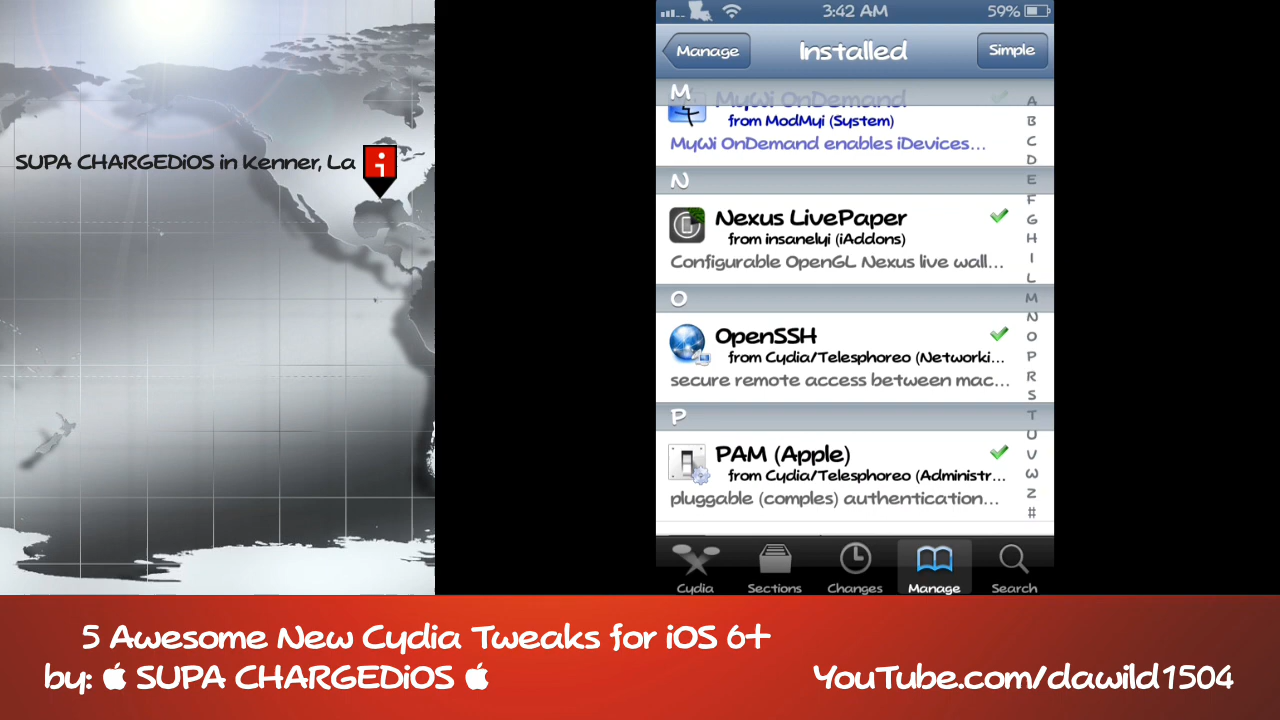 SUPA CHARGEDiOS in Kenner, La
3:42 AM
59%
Manage
Installed
Simple
M
MyWi OnDemand
from ModMyi (System)
MyWi OnDemand enables iDevices...
N
Nexus LivePaper
from insanelyi (iAddons)
Configurable OpenGL Nexus live wall...
O
OpenSSH
from Cydia/Telesphoreo (Networki...
secure remote access between mac...
P
PAM (Apple)
from Cydia/Telesphoreo (Administr...
pluggable (comples) authentication...
A
B
C
D
E
F
G
H
I
L
M
N
O
P
R
S
T
U
V
W
Z
#
Cydia
Sections
Changes
Manage
Search
5 Awesome New Cydia Tweaks for iOS 6+
by: SUPA CHARGEDiOS
YouTube.com/dawild1504